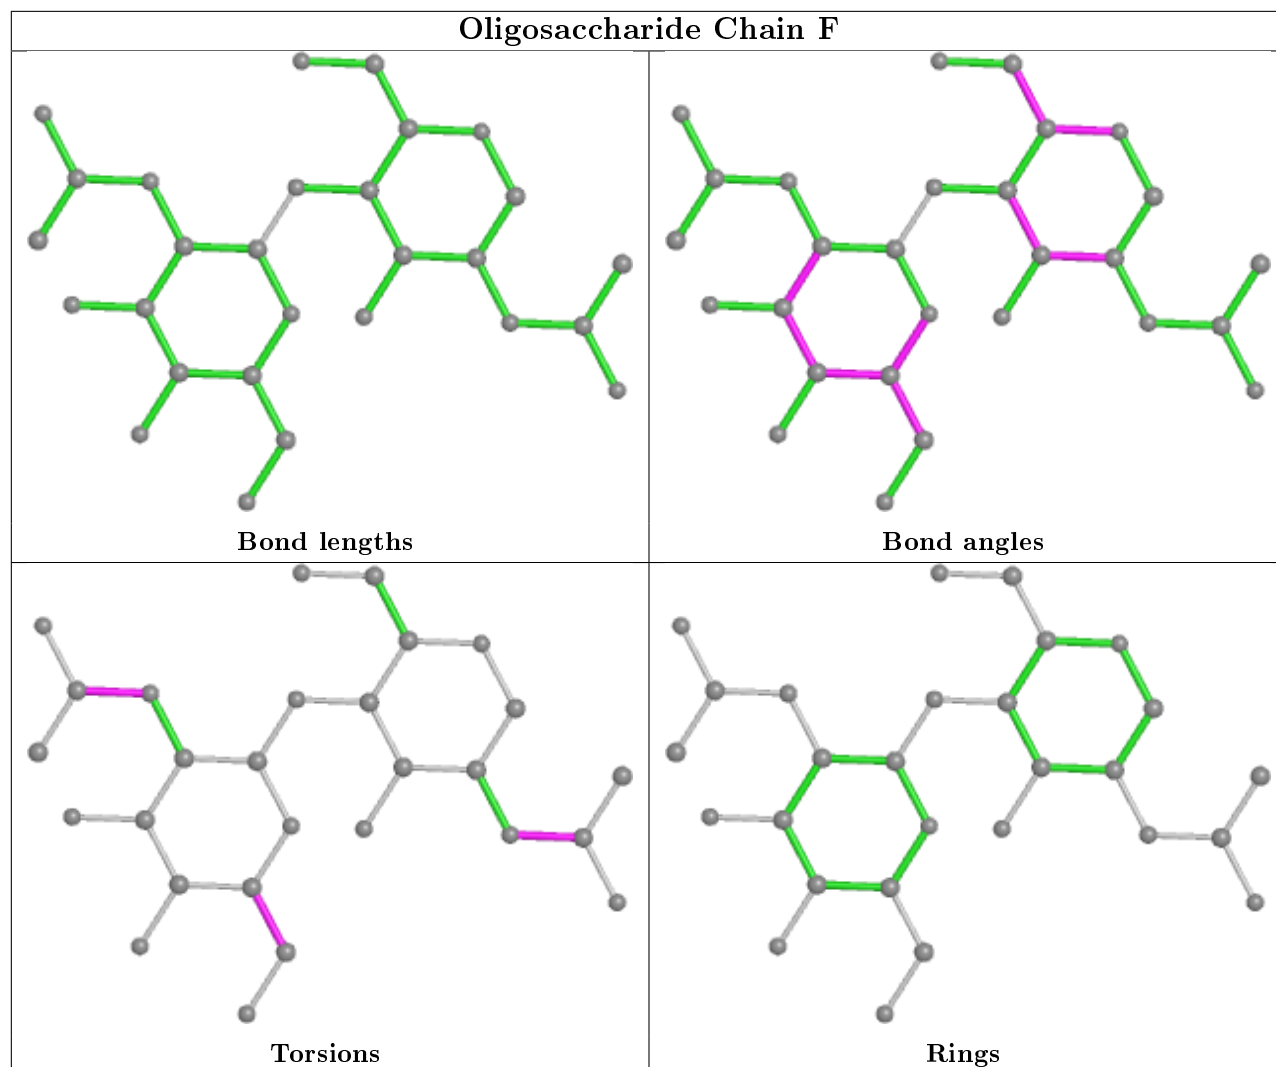 Oligosaccharide Chain F
Bond lengths
Bond angles
Torsions
Rings